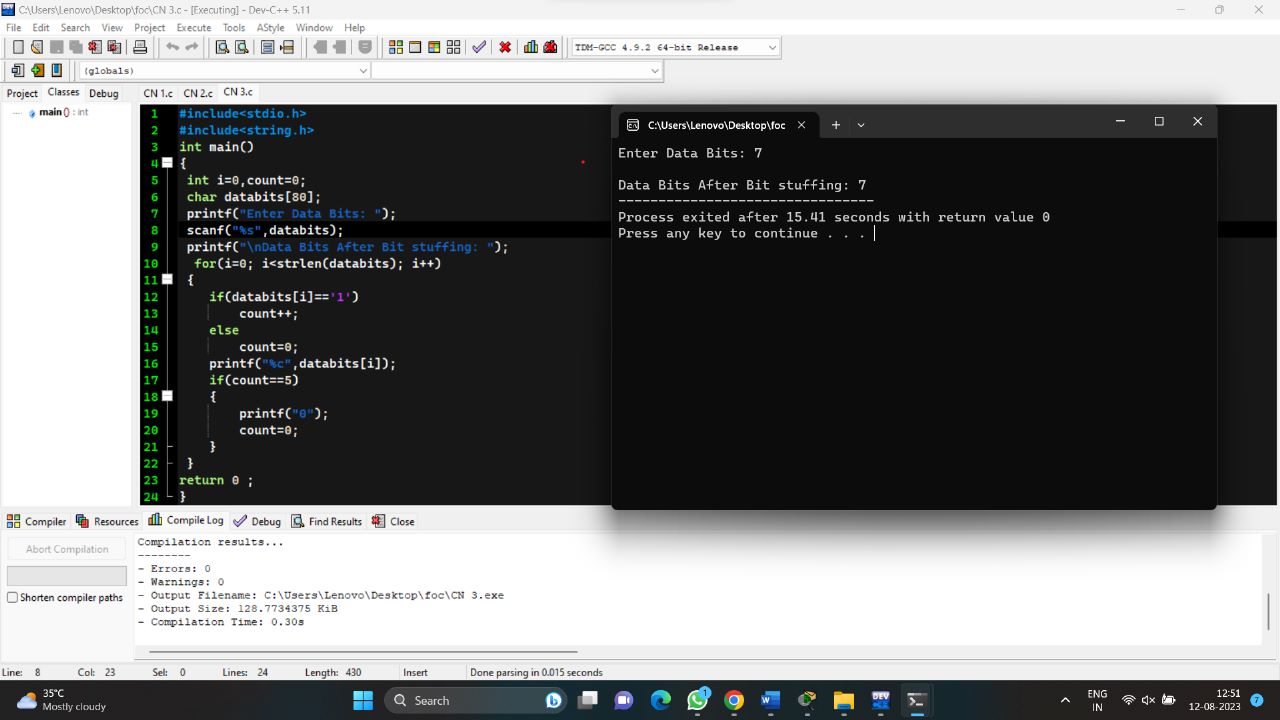 C:\Users\Lenovo\Desktop\foc\CN 3.c - [Executing] - Dev-C++ 5.11
File Edit Search View Project Execute Tools AStyle Window Help
TDM-GCC 4.9.2 64-bit Release
(globals)
Project Classes Debug
CN 1.c CN 2.c CN 3.c
main() : int
1 #include<stdio.h>
2 #include<string.h>
3 int main()
4 {
5 int i=0,count=0;
6 char databits[80];
7 printf("Enter Data Bits: ");
8 scanf("%s",databits);
9 printf("\nData Bits After Bit stuffing: ");
10 for(i=0; i<strlen(databits); i++)
11 {
12 if(databits[i]=='1')
13 count++;
14 else
15 count=0;
16 printf("%c",databits[i]);
17 if(count==5)
18 {
19 printf("0");
20 count=0;
21 }
22 }
23 return 0 ;
24 }
C:\Users\Lenovo\Desktop\foc
Enter Data Bits: 7
Data Bits After Bit stuffing: 7
--------------------------------
Process exited after 15.41 seconds with return value 0
Press any key to continue . . .
Compiler Resources Compile Log Debug Find Results Close
Abort Compilation
Shorten compiler paths
Compilation results...
--------
- Errors: 0
- Warnings: 0
- Output Filename: C:\Users\Lenovo\Desktop\foc\CN 3.exe
- Output Size: 128.7734375 KiB
- Compilation Time: 0.30s
Line: 8 Col: 23 Sel: 0 Lines: 24 Length: 430 Insert Done parsing in 0.015 seconds
35°C
Mostly cloudy
Search
1
DEV
ENG
IN
12:51
12-08-2023
7